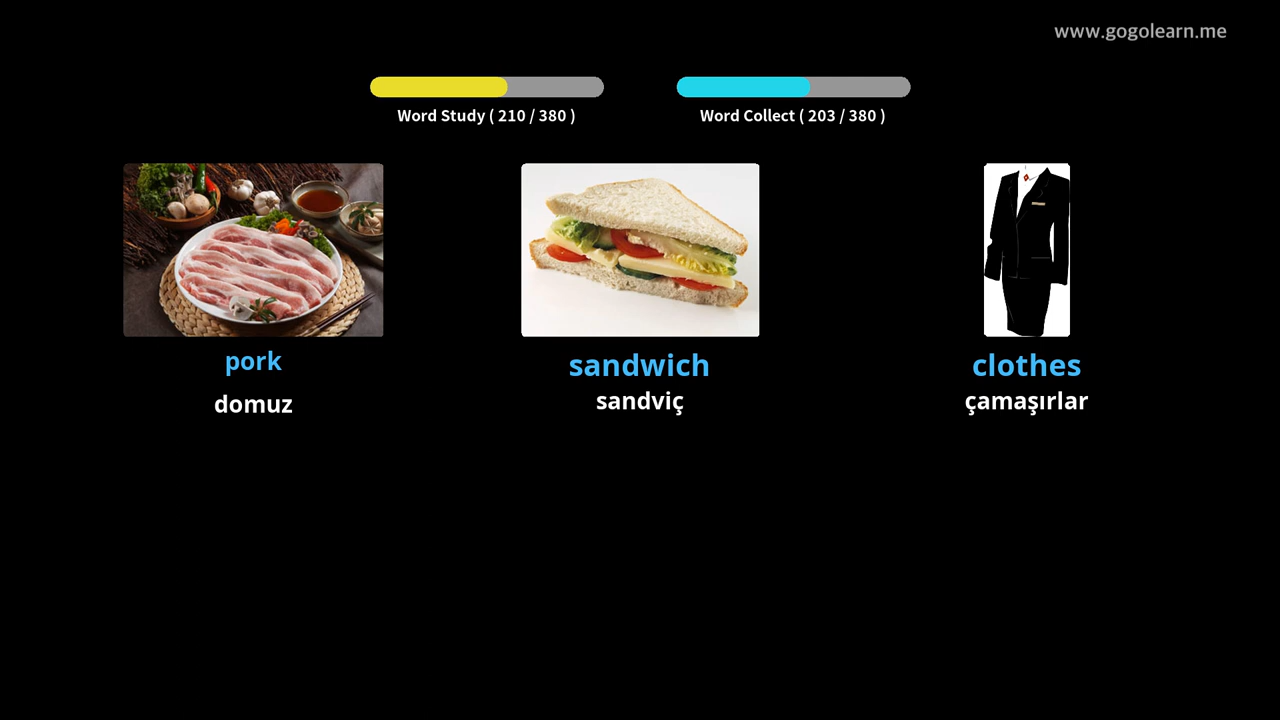 www.gogolearn.me
Word Study ( 210 / 380 )
Word Collect ( 203 / 380 )
pork
domuz
sandwich
sandviç
clothes
çamaşırlar